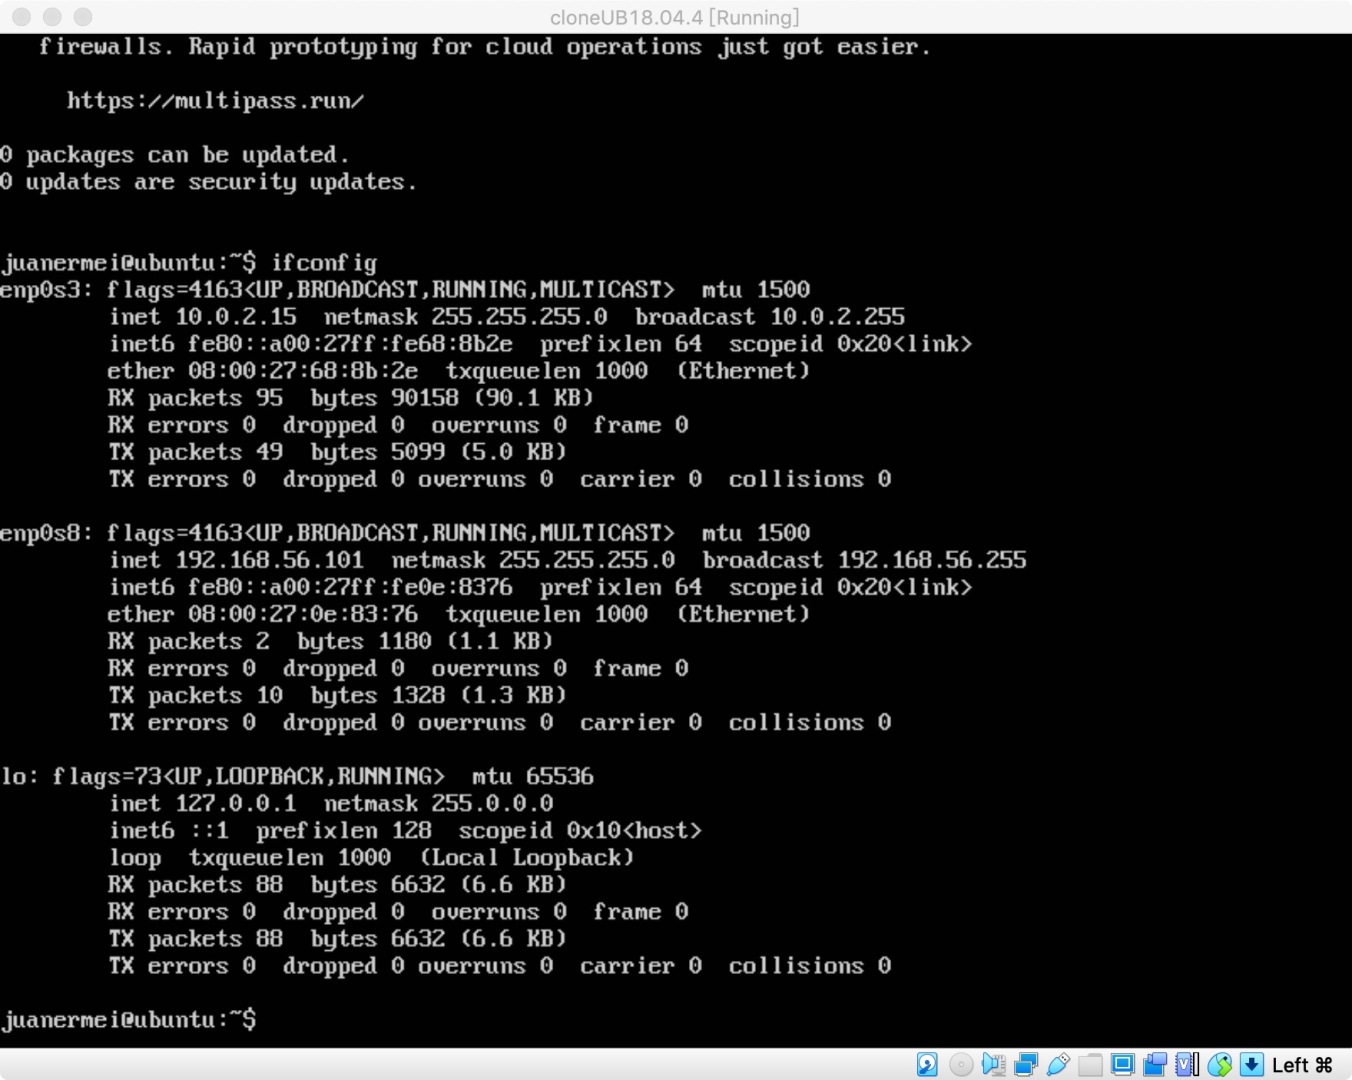 cloneUB18.04.4 [Running]
firewalls. Rapid prototyping for cloud operations just got easier.
https://multipass.run/
0 packages can be updated.
0 updates are security updates.
juanermei@ubuntu:~$ ifconfig
enp0s3: flags=4163<UP,BROADCAST,RUNNING,MULTICAST>  mtu 1500
inet 10.0.2.15  netmask 255.255.255.0  broadcast 10.0.2.255
inet6 fe80::a00:27ff:fe68:8b2e  prefixlen 64  scopeid 0x20<link>
ether 08:00:27:68:8b:2e  txqueuelen 1000  (Ethernet)
RX packets 95  bytes 90158 (90.1 KB)
RX errors 0  dropped 0  overruns 0  frame 0
TX packets 49  bytes 5099 (5.0 KB)
TX errors 0  dropped 0 overruns 0  carrier 0  collisions 0
enp0s8: flags=4163<UP,BROADCAST,RUNNING,MULTICAST>  mtu 1500
inet 192.168.56.101  netmask 255.255.255.0  broadcast 192.168.56.255
inet6 fe80::a00:27ff:fe0e:8376  prefixlen 64  scopeid 0x20<link>
ether 08:00:27:0e:83:76  txqueuelen 1000  (Ethernet)
RX packets 2  bytes 1180 (1.1 KB)
RX errors 0  dropped 0  overruns 0  frame 0
TX packets 10  bytes 1328 (1.3 KB)
TX errors 0  dropped 0 overruns 0  carrier 0  collisions 0
lo: flags=73<UP,LOOPBACK,RUNNING>  mtu 65536
inet 127.0.0.1  netmask 255.0.0.0
inet6 ::1  prefixlen 128  scopeid 0x10<host>
loop  txqueuelen 1000  (Local Loopback)
RX packets 88  bytes 6632 (6.6 KB)
RX errors 0  dropped 0  overruns 0  frame 0
TX packets 88  bytes 6632 (6.6 KB)
TX errors 0  dropped 0 overruns 0  carrier 0  collisions 0
juanermei@ubuntu:~$
Left ⌘